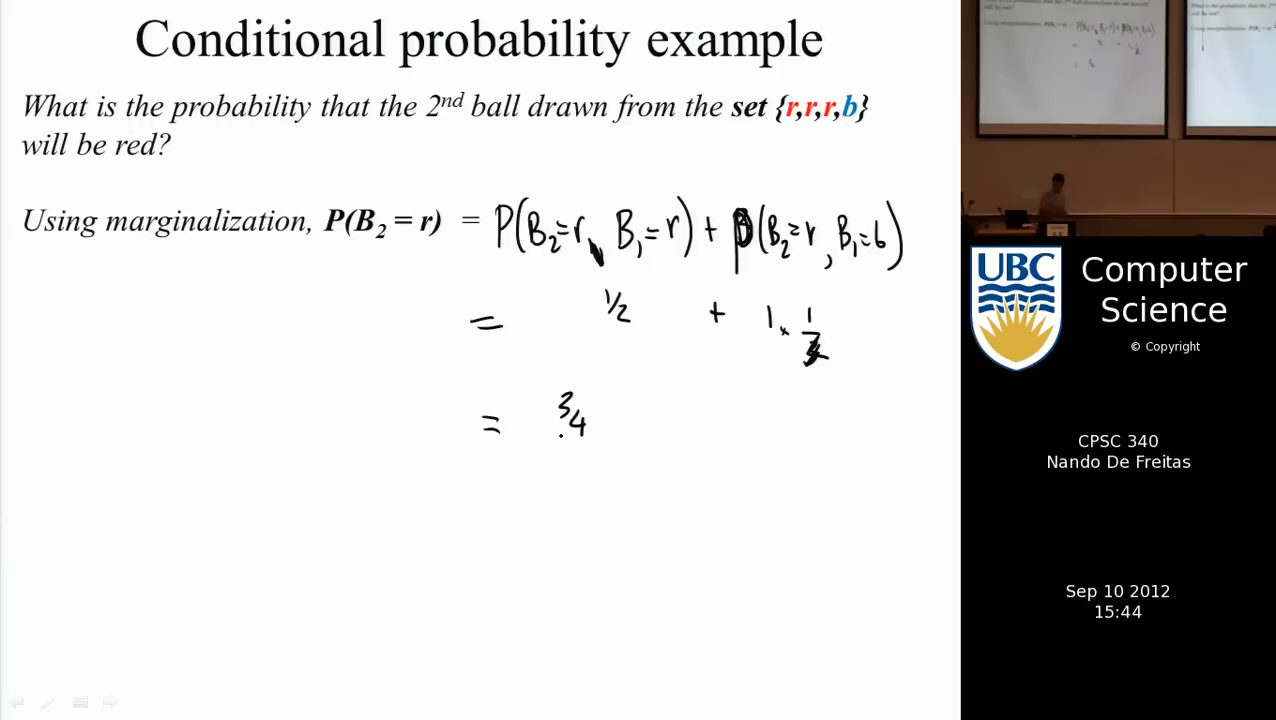 Conditional probability example
What is the probability that the 2nd ball drawn from the set {r,r,r,b}
will be red?
Using marginalization, P(B2 = r) = P(B2=r, B1=r) + P(B2=r, B1=b)
= 1/2 + 1 x 1/4
= 3/4
UBC
Computer
Science
© Copyright
CPSC 340
Nando De Freitas
Sep 10 2012
15:44